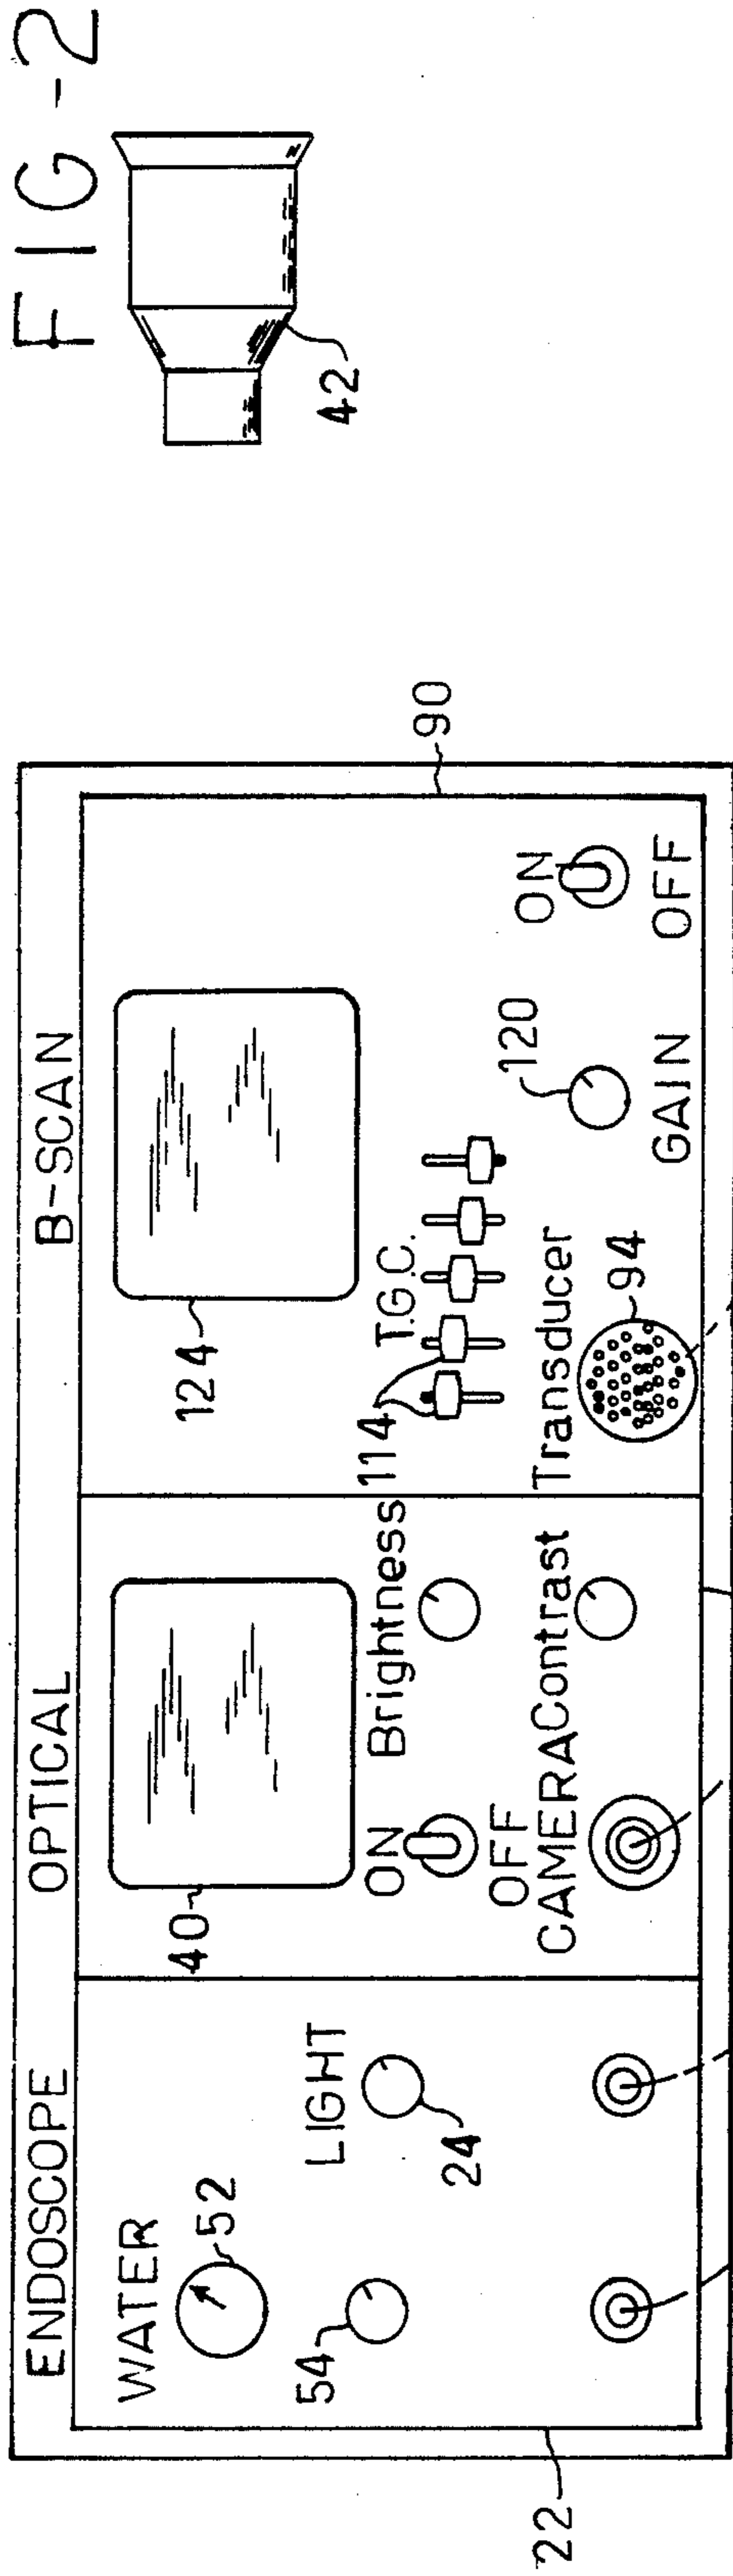 FIG-2
42
ENDOSCOPE
OPTICAL
B-SCAN
WATER
52
54
LIGHT
24
22
40
ON
OFF
Brightness
CAMERA
Contrast
124
114
T.G.C.
Transducer
94
120
GAIN
ON
OFF
90